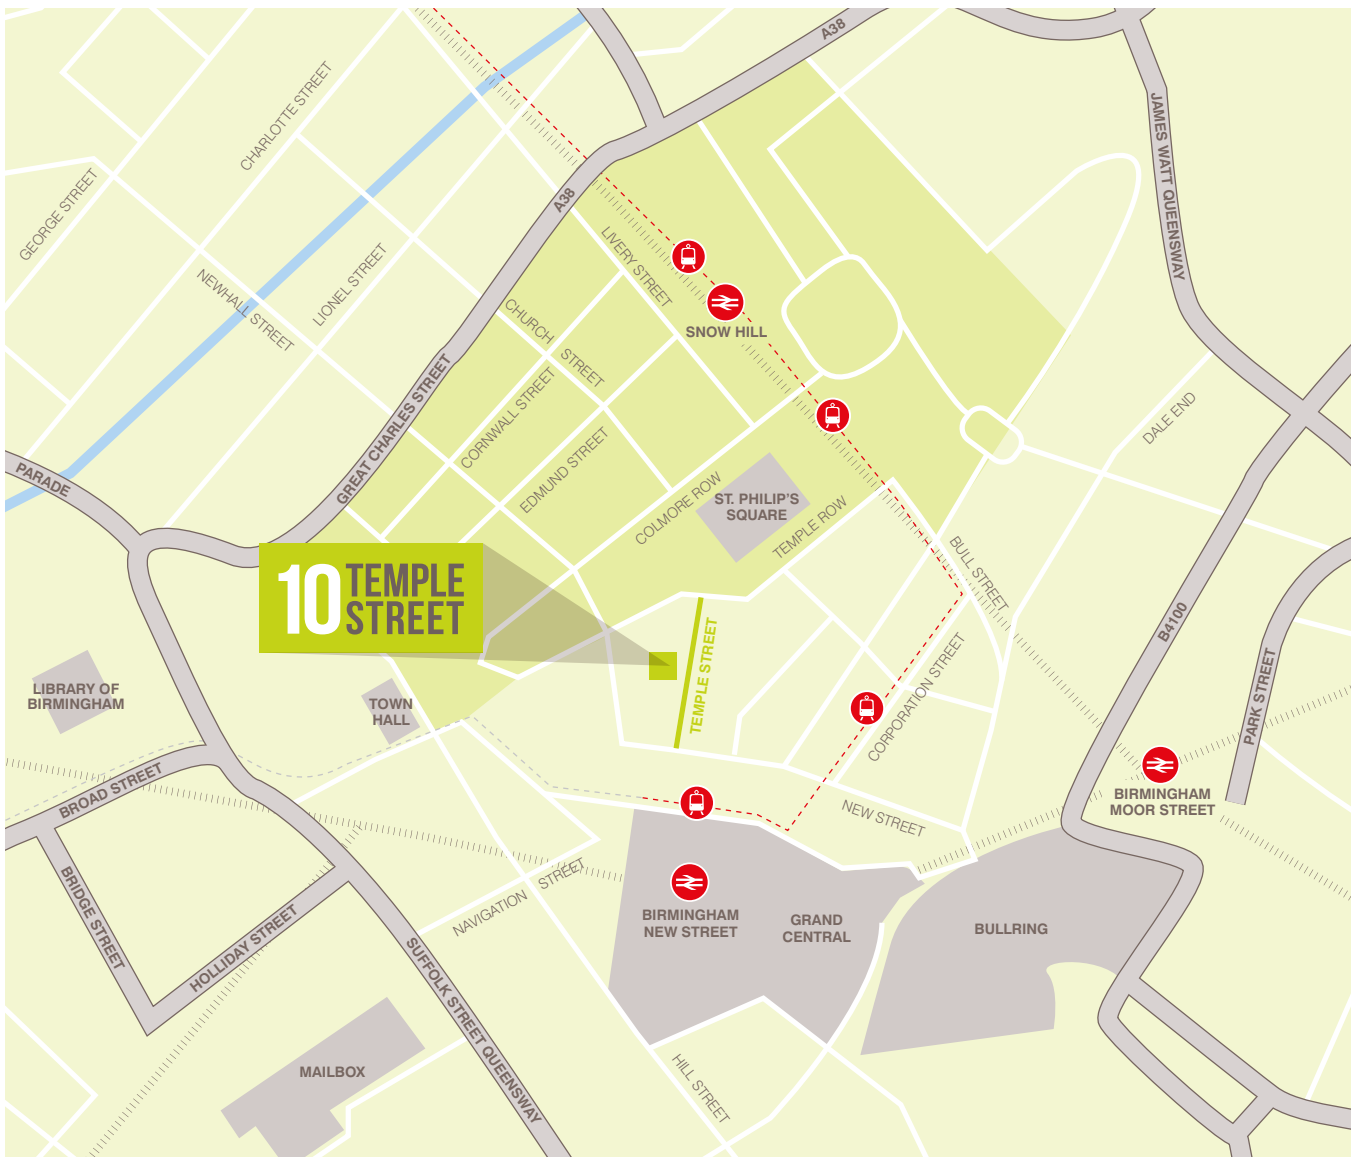 A38
CHARLOTTE STREET
JAMES WATT QUEENSWAY
GEORGE STREET
A38
LIVERY STREET
NEWHALL STREET
LIONEL STREET
SNOW HILL
CHURCH STREET
GREAT CHARLES STREET
CORNWALL STREET
EDMUND STREET
DALE END
PARADE
COLMORE ROW
ST. PHILIP'S
SQUARE
TEMPLE ROW
BULL STREET
10 TEMPLE
STREET
B4100
TEMPLE STREET
CORPORATION STREET
PARK STREET
LIBRARY OF
BIRMINGHAM
TOWN
HALL
BROAD STREET
BIRMINGHAM
MOOR STREET
NEW STREET
BRIDGE STREET
HOLLIDAY STREET
NAVIGATION STREET
BIRMINGHAM
NEW STREET
GRAND
CENTRAL
BULLRING
SUFFOLK STREET QUEENSWAY
MAILBOX
HILL STREET